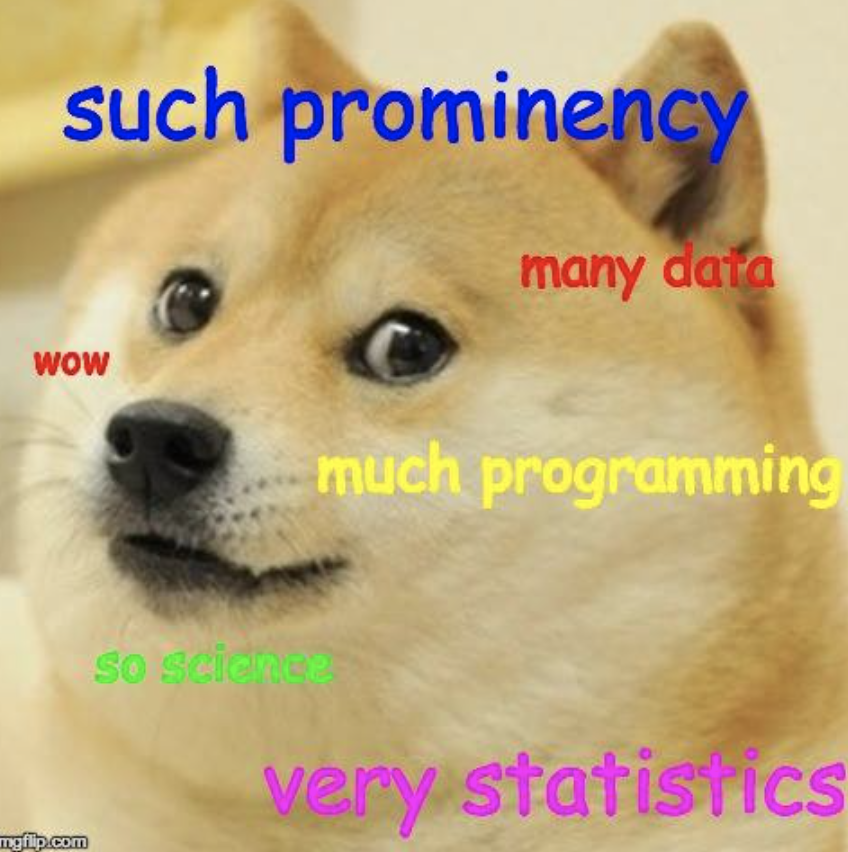 such prominency
many data
wow
much programming
so science
very statistics
mgflip.com